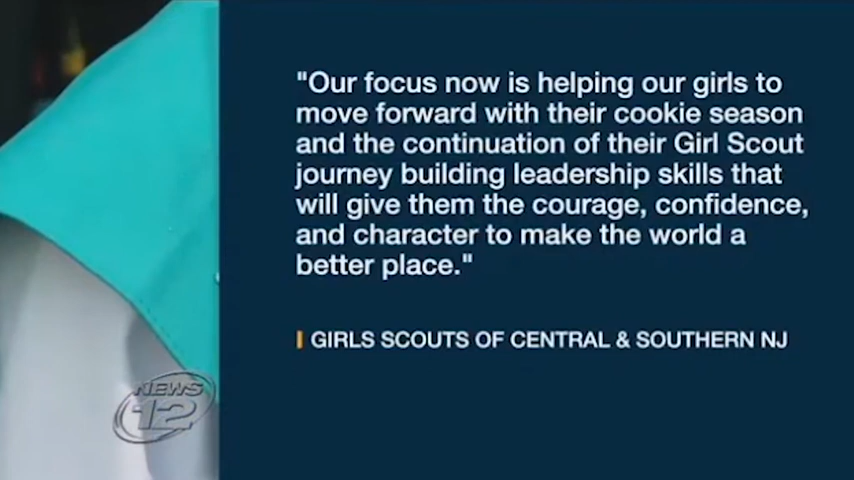 "Our focus now is helping our girls to
move forward with their cookie season
and the continuation of their Girl Scout
journey building leadership skills that
will give them the courage, confidence,
and character to make the world a
better place."
GIRLS SCOUTS OF CENTRAL & SOUTHERN NJ
NEWS
12